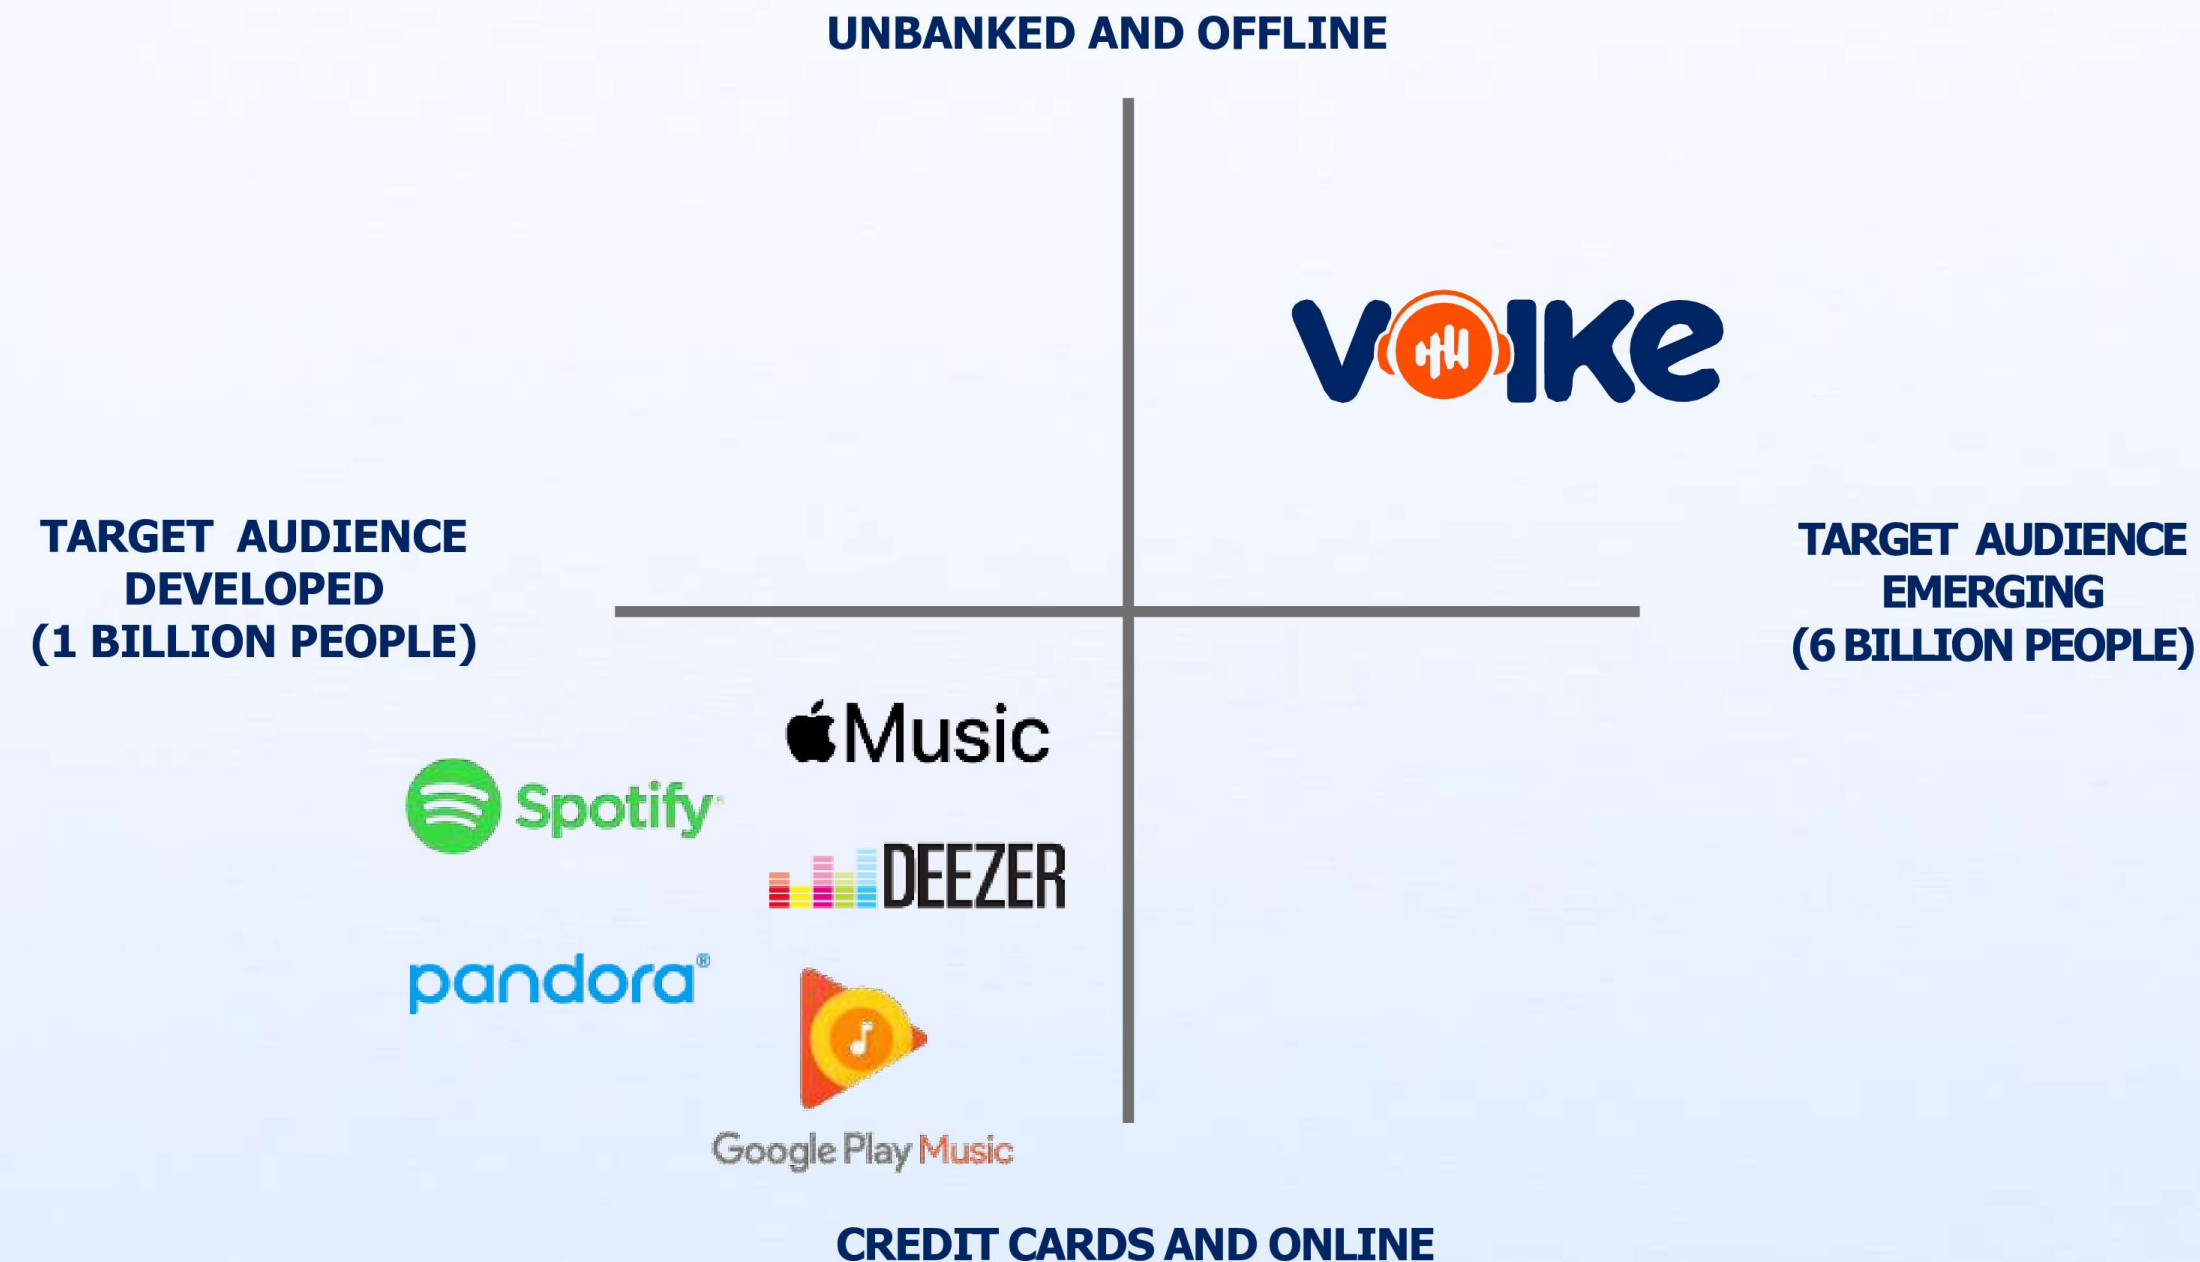 UNBANKED AND OFFLINE
VOIKE
TARGET AUDIENCE
DEVELOPED
(1 BILLION PEOPLE)
TARGET AUDIENCE
EMERGING
(6 BILLION PEOPLE)
Music
Spotify
DEEZER
pandora®
Google Play Music
CREDIT CARDS AND ONLINE